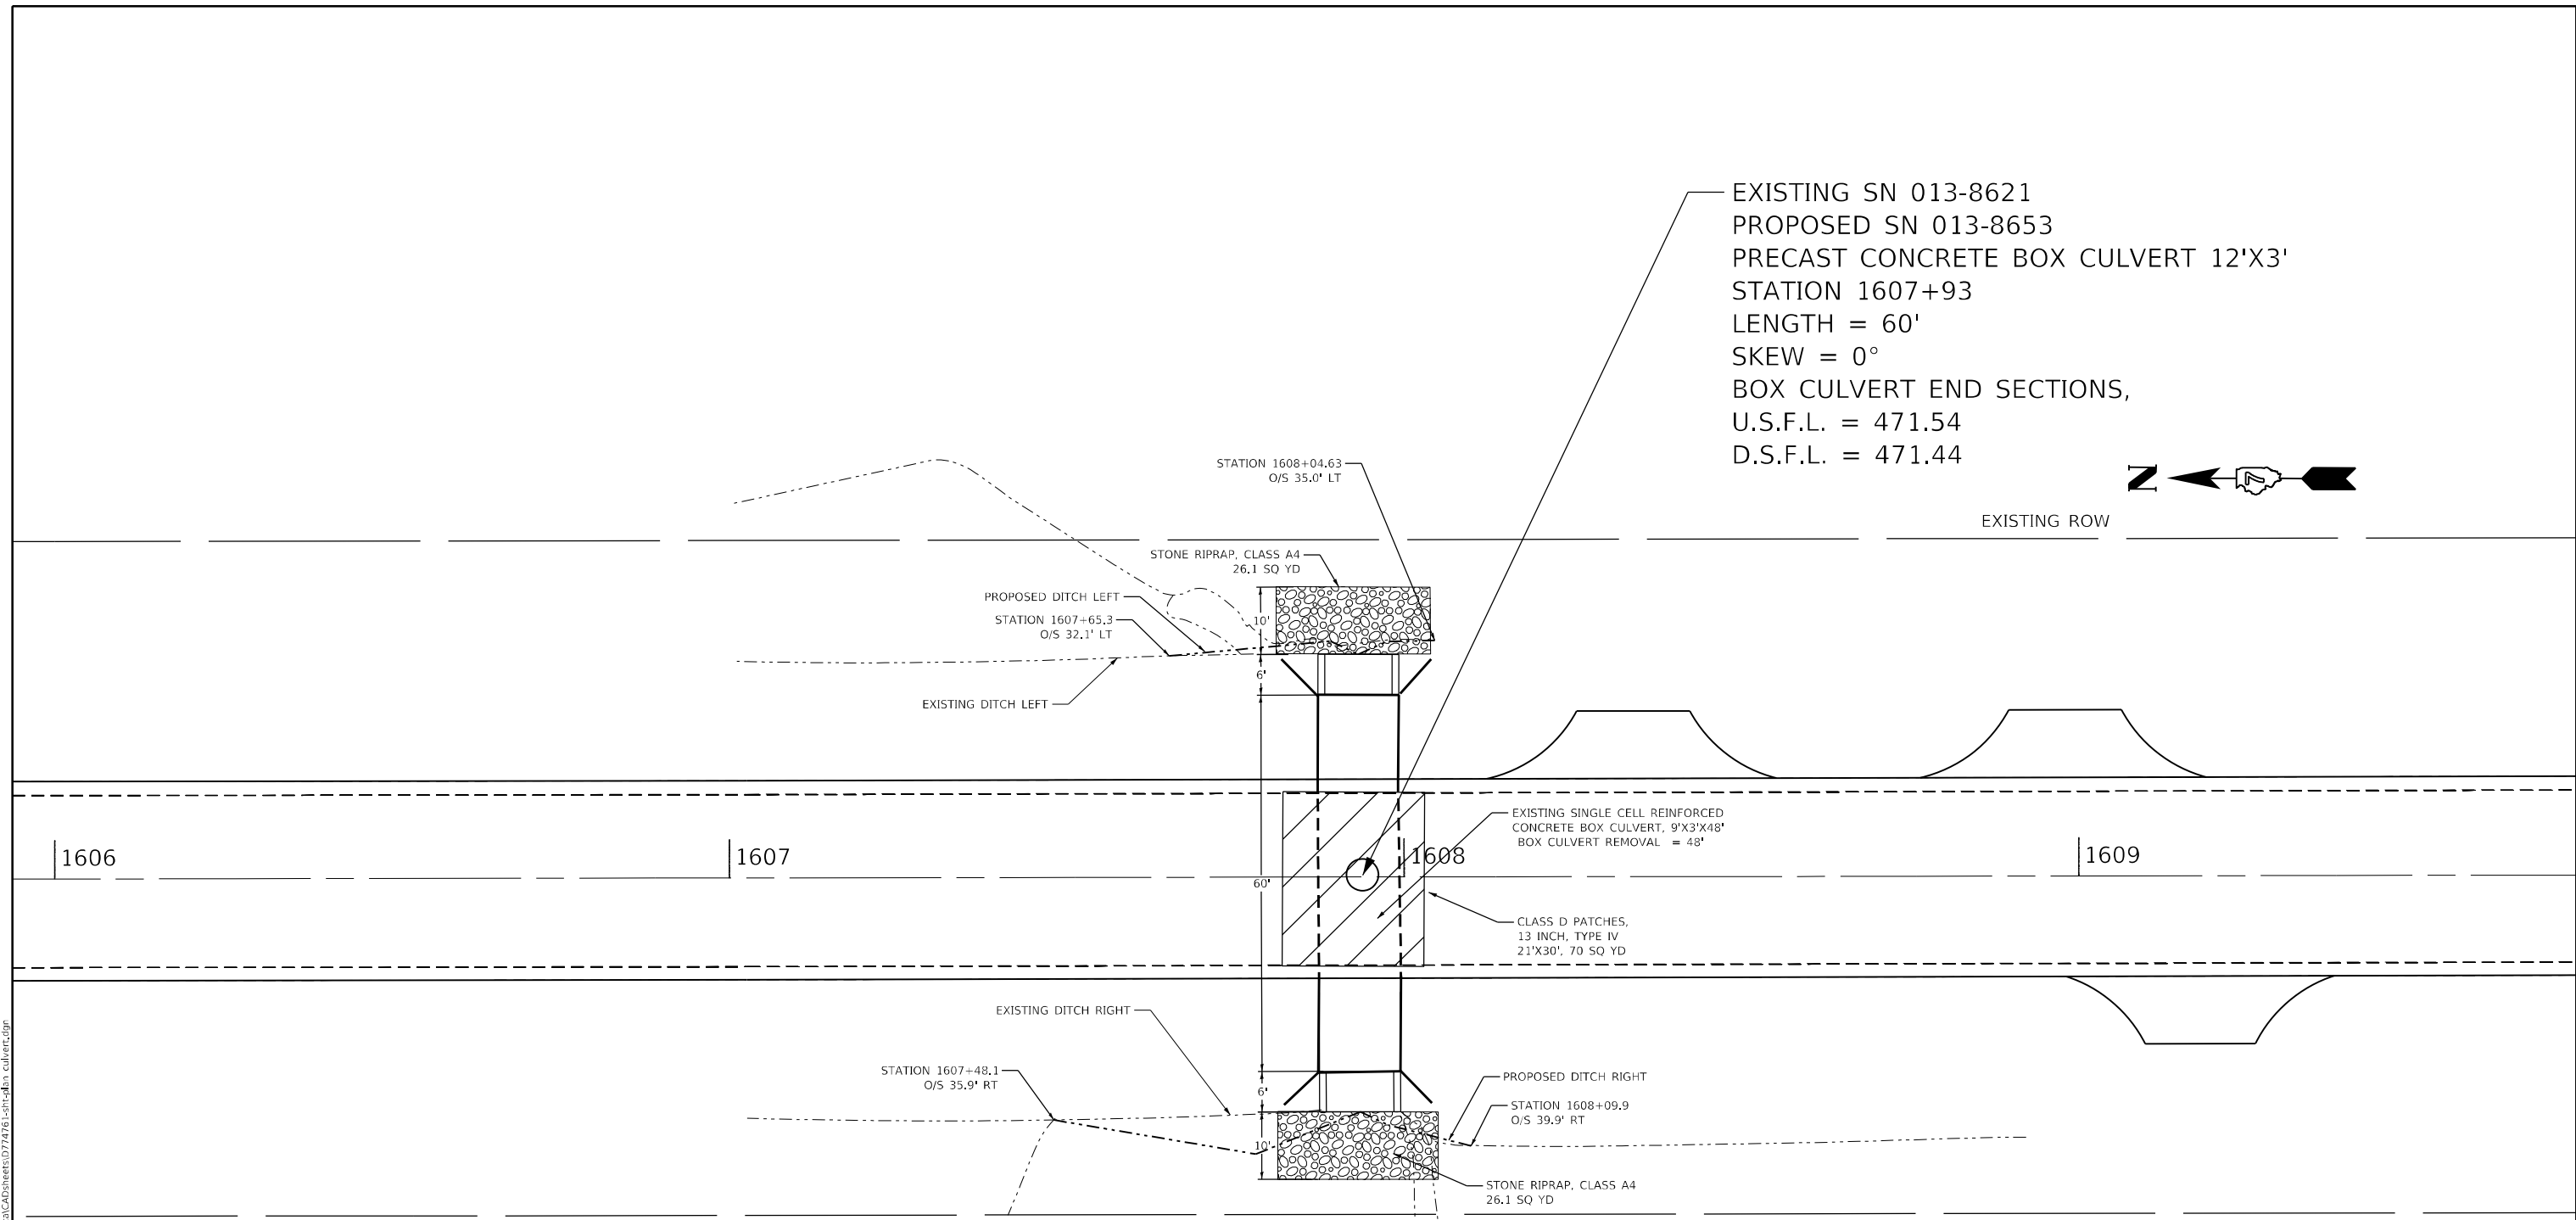 EXISTING SN 013-8621
PROPOSED SN 013-8653
PRECAST CONCRETE BOX CULVERT 12'X3'
STATION 1607+93
LENGTH = 60'
SKEW = 0°
BOX CULVERT END SECTIONS,
U.S.F.L. = 471.54
D.S.F.L. = 471.44
N
EXISTING ROW
STATION 1608+04.63
O/S 35.0' LT
STONE RIPRAP, CLASS A4
26.1 SQ YD
PROPOSED DITCH LEFT
STATION 1607+65.3
O/S 32.1' LT
10'
6'
EXISTING DITCH LEFT
EXISTING SINGLE CELL REINFORCED
CONCRETE BOX CULVERT, 9'X3'X48'
BOX CULVERT REMOVAL = 48'
1606
1607
1608
1609
60'
CLASS D PATCHES,
13 INCH, TYPE IV
21'X30', 70 SQ YD
EXISTING DITCH RIGHT
STATION 1607+48.1
O/S 35.9' RT
6'
10'
PROPOSED DITCH RIGHT
STATION 1608+09.9
O/S 39.9' RT
STONE RIPRAP, CLASS A4
26.1 SQ YD
CADsheets\D774761-sht-plan culvert.dgn